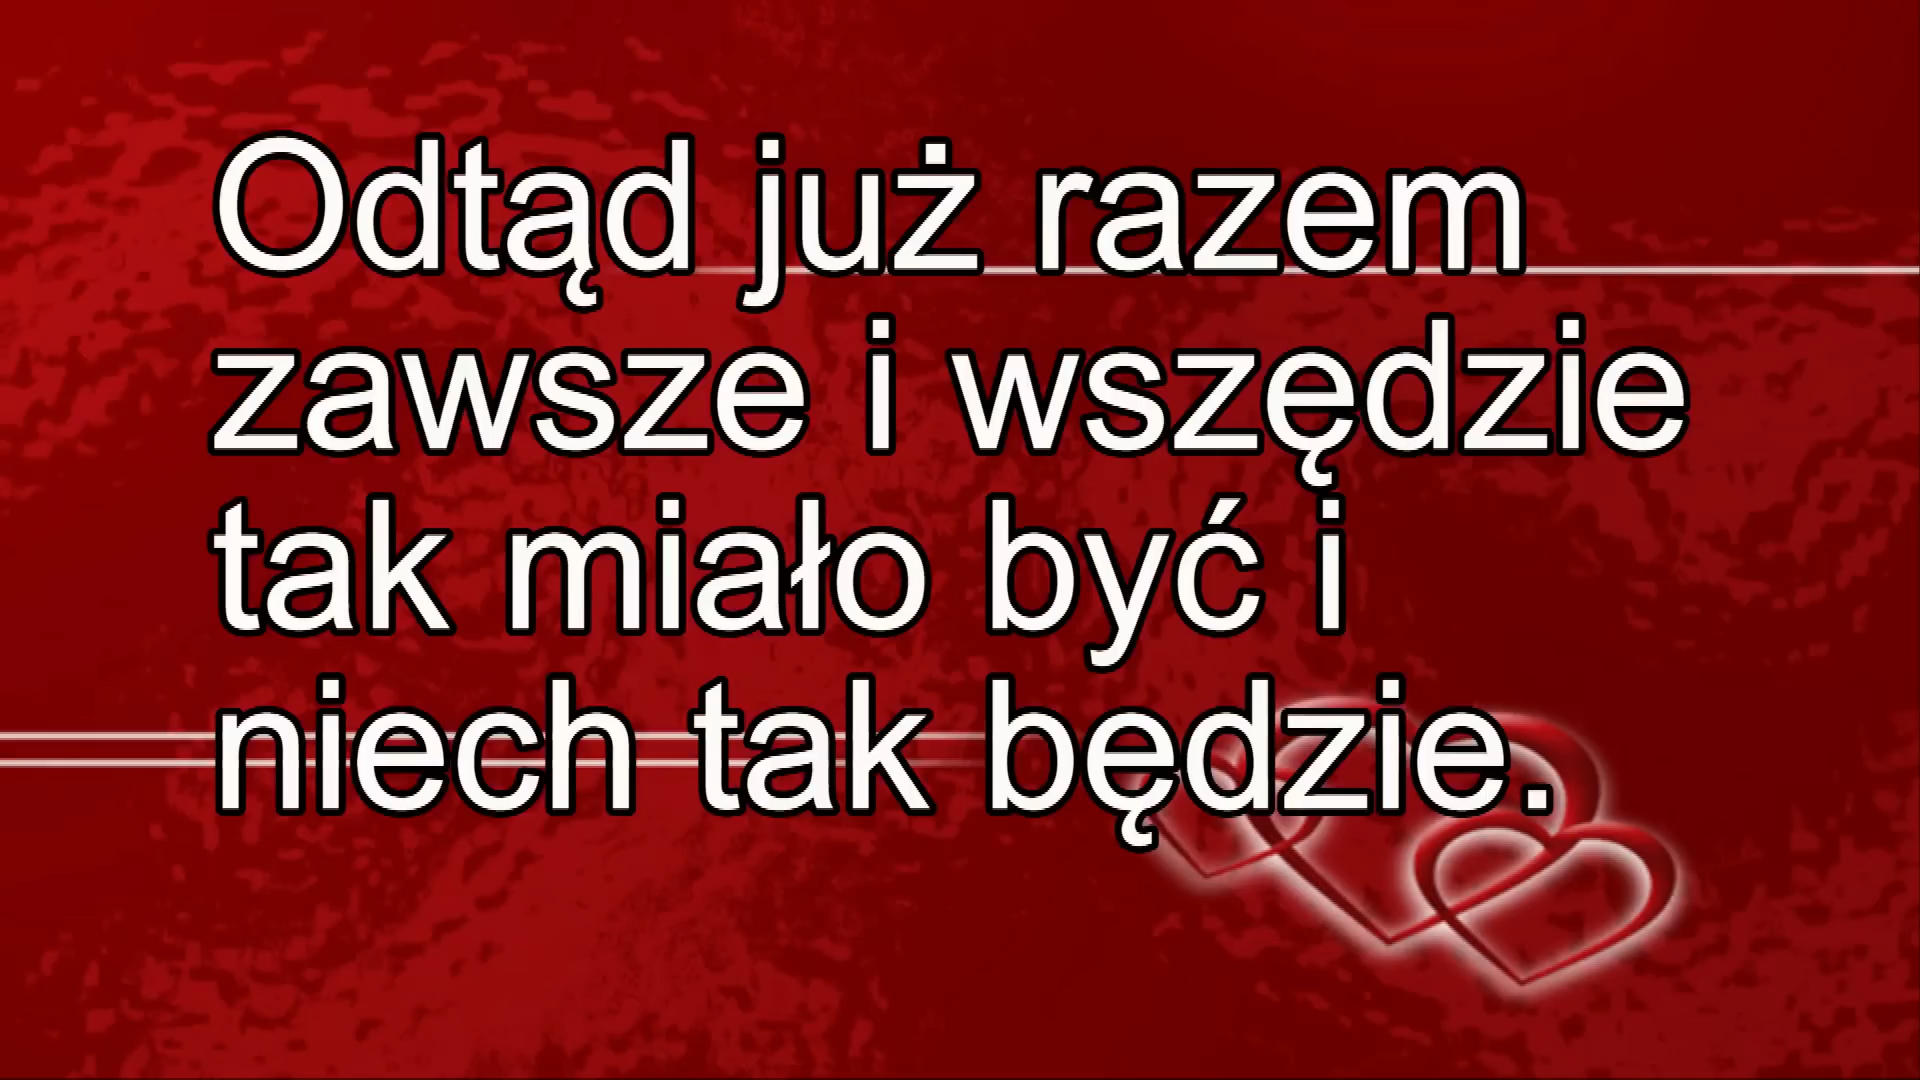 Odtąd już razem
zawsze i wszędzie
tak miało być i
niech tak będzie.